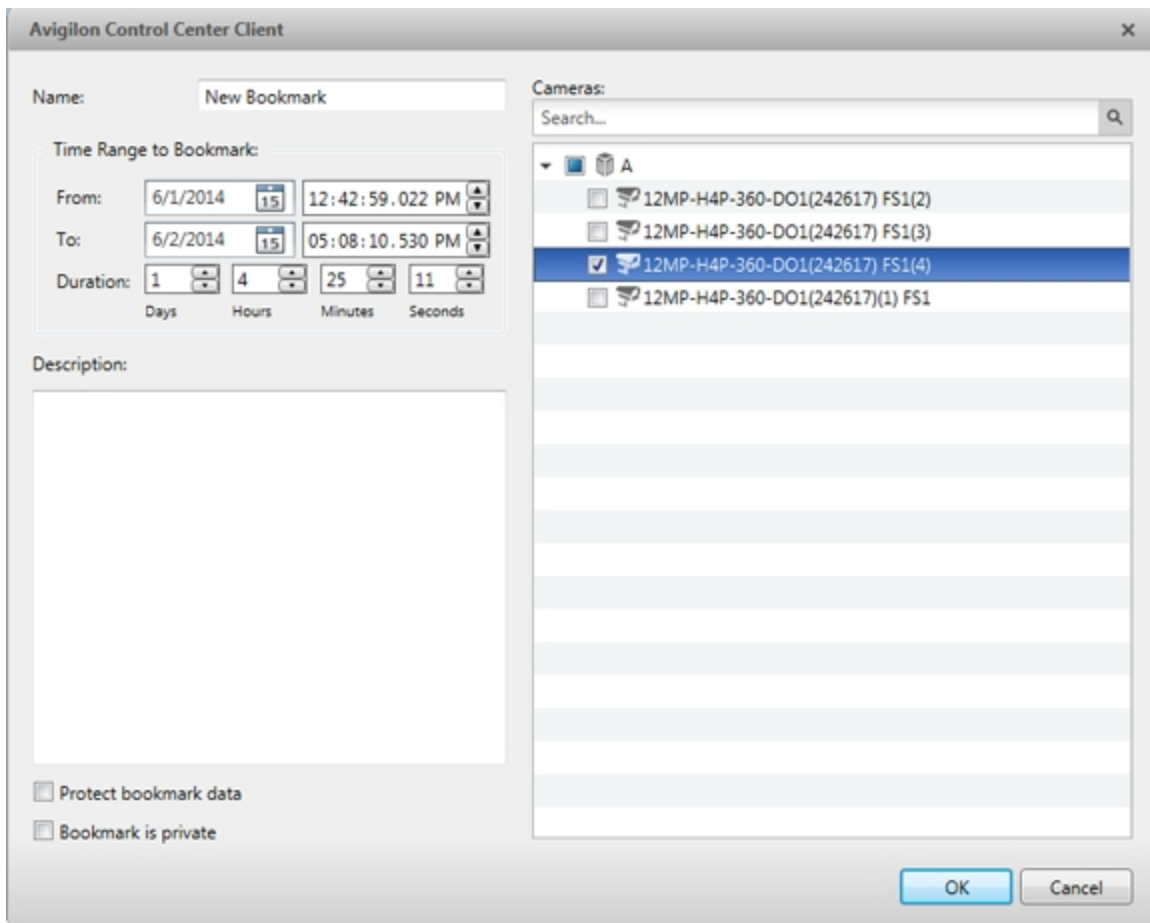 Avigilon Control Center Client
Name: New Bookmark
Time Range to Bookmark:
From: 6/1/2014 15 12:42:59.022 PM
To: 6/2/2014 15 05:08:10.530 PM
Duration: 1 4 25 11
Days Hours Minutes Seconds
Description:
Protect bookmark data
Bookmark is private
Cameras:
Search...
A
12MP-H4P-360-DO1(242617) FS1(2)
12MP-H4P-360-DO1(242617) FS1(3)
12MP-H4P-360-DO1(242617) FS1(4)
12MP-H4P-360-DO1(242617)(1) FS1
OK Cancel